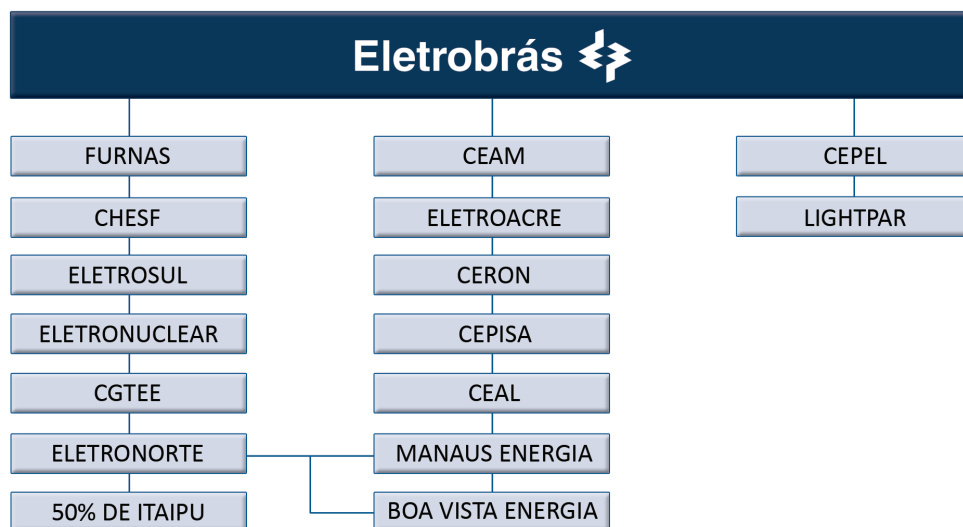 Eletrobrás
FURNAS
CHESF
ELETROSUL
ELETRONUCLEAR
CGTEE
ELETRONORTE
50% DE ITAIPU
CEAM
ELETROACRE
CERON
CEPISA
CEAL
MANAUS ENERGIA
BOA VISTA ENERGIA
CEPEL
LIGHTPAR